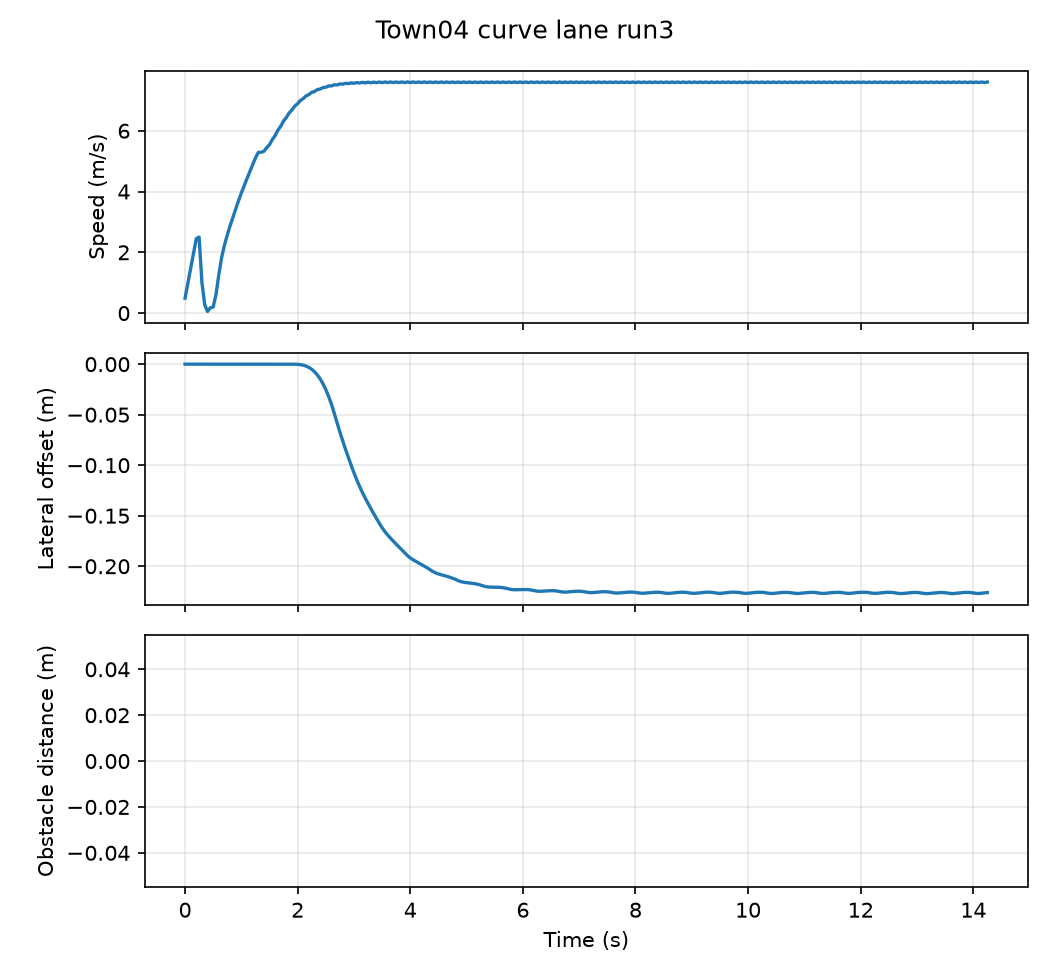 Town04 curve lane run3
Speed (m/s)
6
4
2
0
Lateral offset (m)
0.00
−0.05
−0.10
−0.15
−0.20
Obstacle distance (m)
0.04
0.02
0.00
−0.02
−0.04
0 2 4 6 8 10 12 14
Time (s)